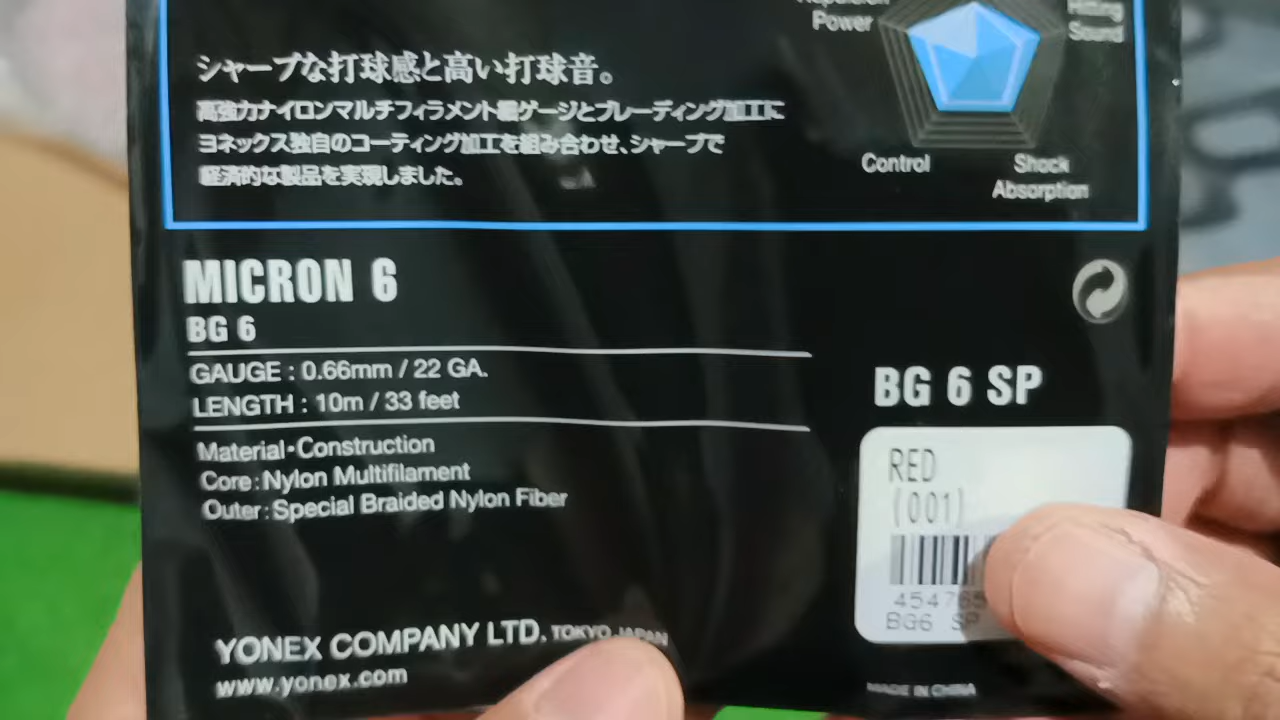 Power
Hitting
Sound
シャープな打球感と高い打球音。
高強力ナイロンマルチフィラメント細ゲージとブレーディング加工に
ヨネックス独自のコーティング加工を組み合わせ、シャープで
経済的な製品を実現しました。
Control
Shock
Absorption
MICRON 6
BG 6
GAUGE : 0.66mm / 22 GA.
LENGTH : 10m / 33 feet
Material・Construction
Core : Nylon Multifilament
Outer : Special Braided Nylon Fiber
BG 6 SP
RED
(001)
BG6 SP
YONEX COMPANY LTD. TOKYO JAPAN
www.yonex.com
MADE IN CHINA